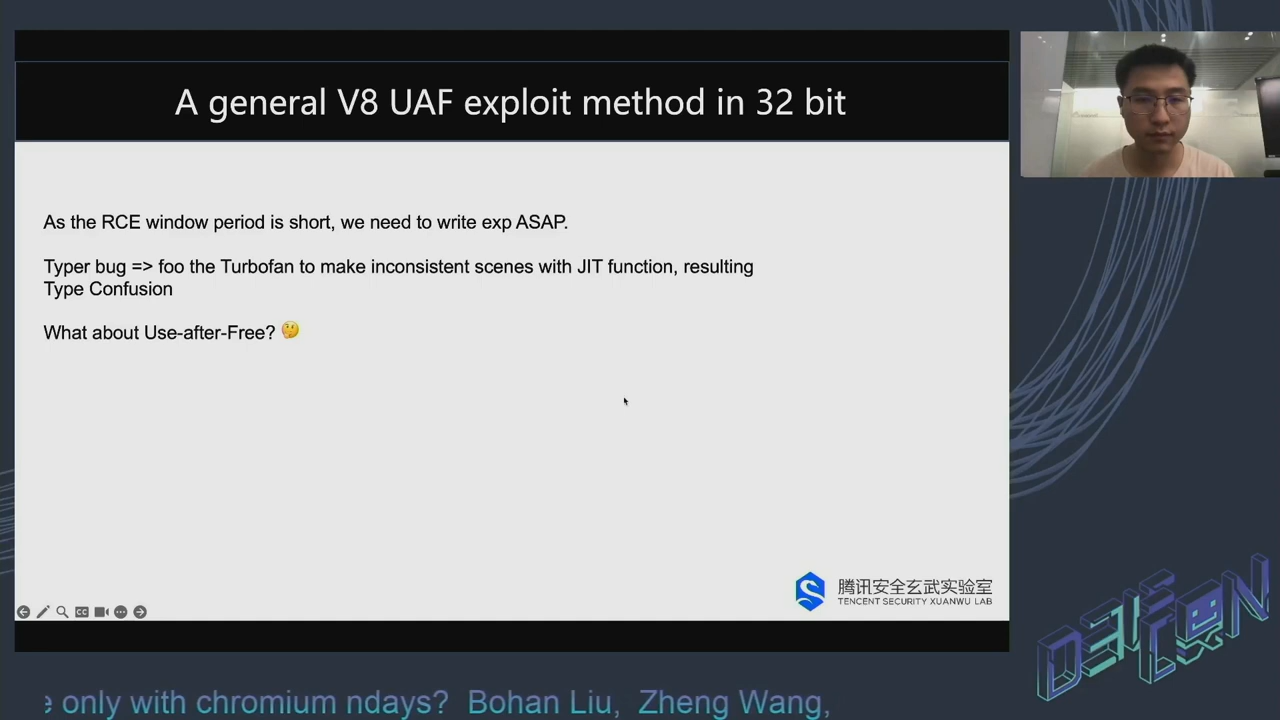 A general V8 UAF exploit method in 32 bit
As the RCE window period is short, we need to write exp ASAP.
Typer bug => foo the Turbofan to make inconsistent scenes with JIT function, resulting
Type Confusion
What about Use-after-Free? 🤔
腾讯安全玄武实验室
TENCENT SECURITY XUANWU LAB
CC
DEF CON
e only with chromium ndays? Bohan Liu, Zheng Wang,